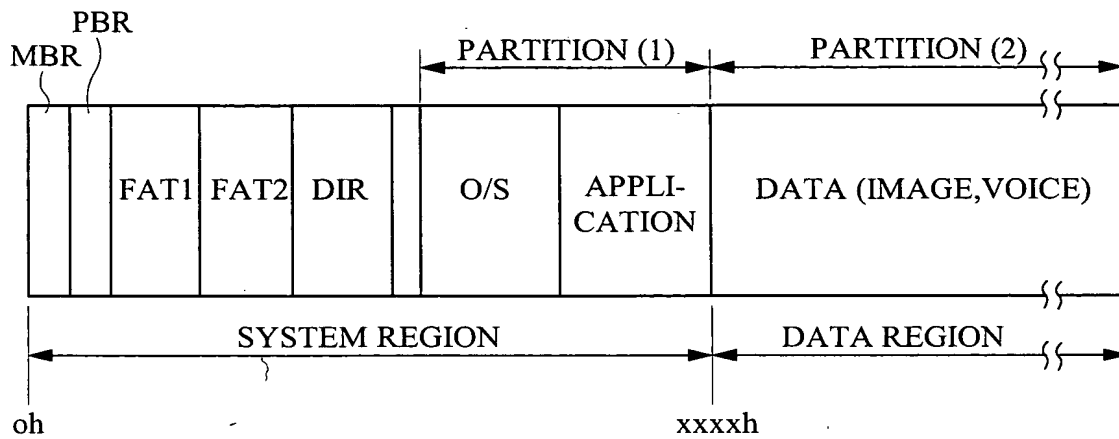 PBR
MBR
PARTITION (1)
PARTITION (2)
FAT1
FAT2
DIR
O/S
APPLI-
CATION
DATA (IMAGE,VOICE)
SYSTEM REGION
DATA REGION
oh
xxxxh